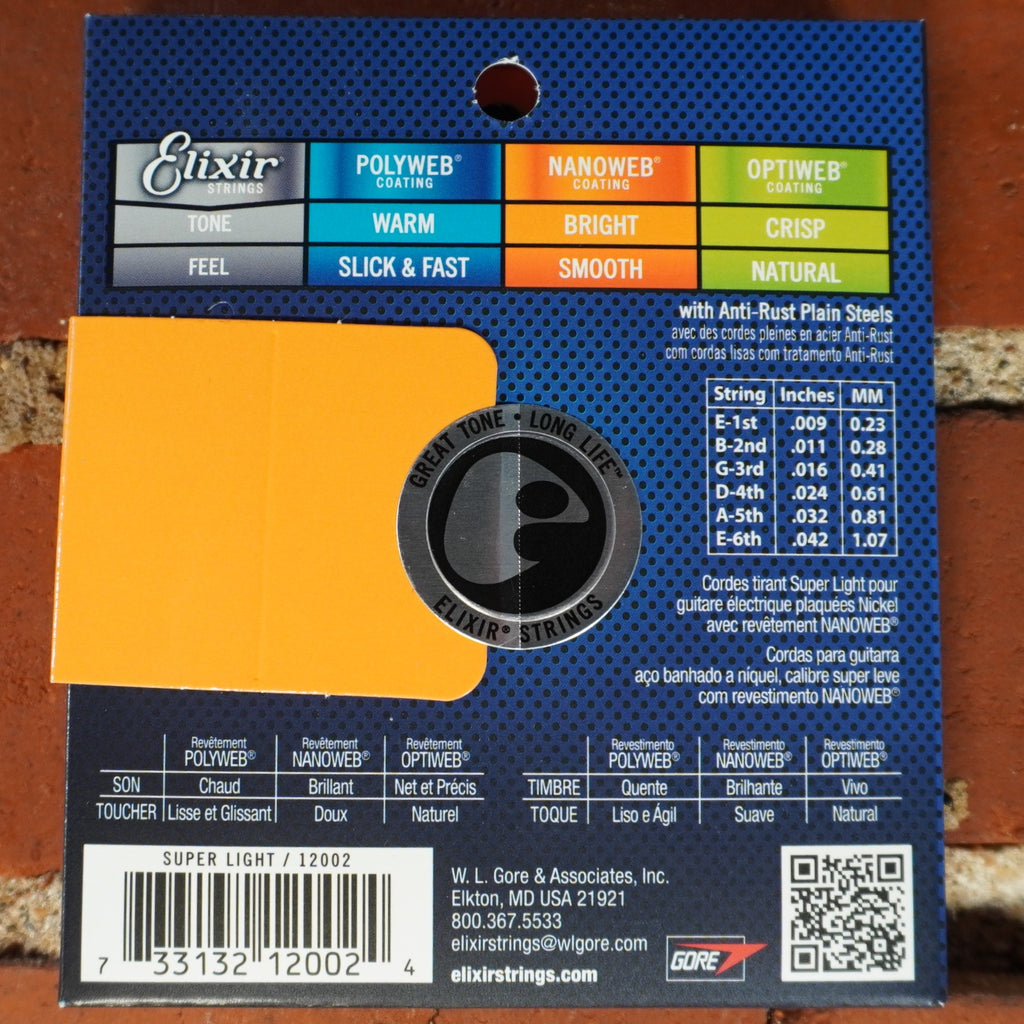 Elixir® STRINGS
POLYWEB® COATING
NANOWEB® COATING
OPTIWEB® COATING
TONE WARM BRIGHT CRISP
FEEL SLICK & FAST SMOOTH NATURAL
with Anti-Rust Plain Steels
avec des cordes pleines en acier Anti-Rust
com cordas lisas com tratamento Anti-Rust
GREAT TONE • LONG LIFE™
ELIXIR® STRINGS
String Inches MM
E-1st .009 0.23
B-2nd .011 0.28
G-3rd .016 0.41
D-4th .024 0.61
A-5th .032 0.81
E-6th .042 1.07
Cordes tirant Super Light pour
guitare électrique plaquées Nickel
avec revêtement NANOWEB®
Cordas para guitarra
aço banhado a níquel, calibre super leve
com revestimento NANOWEB®
Revêtement POLYWEB® Revêtement NANOWEB® Revêtement OPTIWEB®
SON Chaud Brillant Net et Précis
TOUCHER Lisse et Glissant Doux Naturel
Revestimento POLYWEB® Revestimento NANOWEB® Revestimento OPTIWEB®
TIMBRE Quente Brilhante Vivo
TOQUE Liso e Ágil Suave Natural
SUPER LIGHT / 12002
7 33132 12002 4
W. L. Gore & Associates, Inc.
Elkton, MD USA 21921
800.367.5533
elixirstrings@wlgore.com
elixirstrings.com
GORE